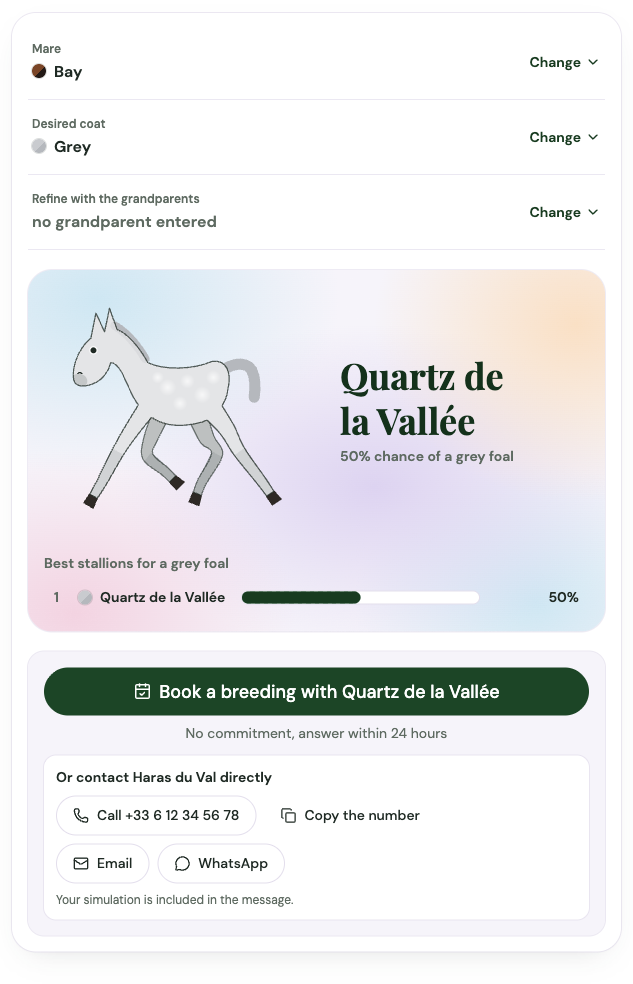 Mare
Bay
Change
Desired coat
Grey
Change
Refine with the grandparents
no grandparent entered
Change
Quartz de
la Vallée
50% chance of a grey foal
Best stallions for a grey foal
1 Quartz de la Vallée 50%
Book a breeding with Quartz de la Vallée
No commitment, answer within 24 hours
Or contact Haras du Val directly
Call +33 6 12 34 56 78
Copy the number
Email
WhatsApp
Your simulation is included in the message.